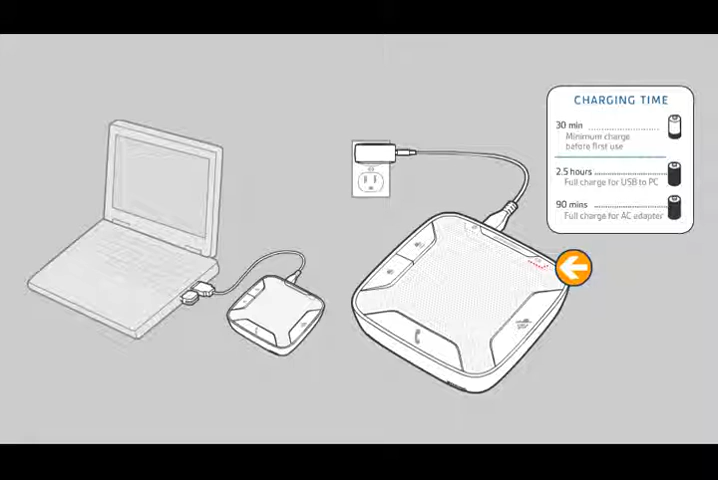 CHARGING TIME
30 min
Minimum charge
before first use
2.5 hours
Full charge for USB to PC
90 mins
Full charge for AC adapter